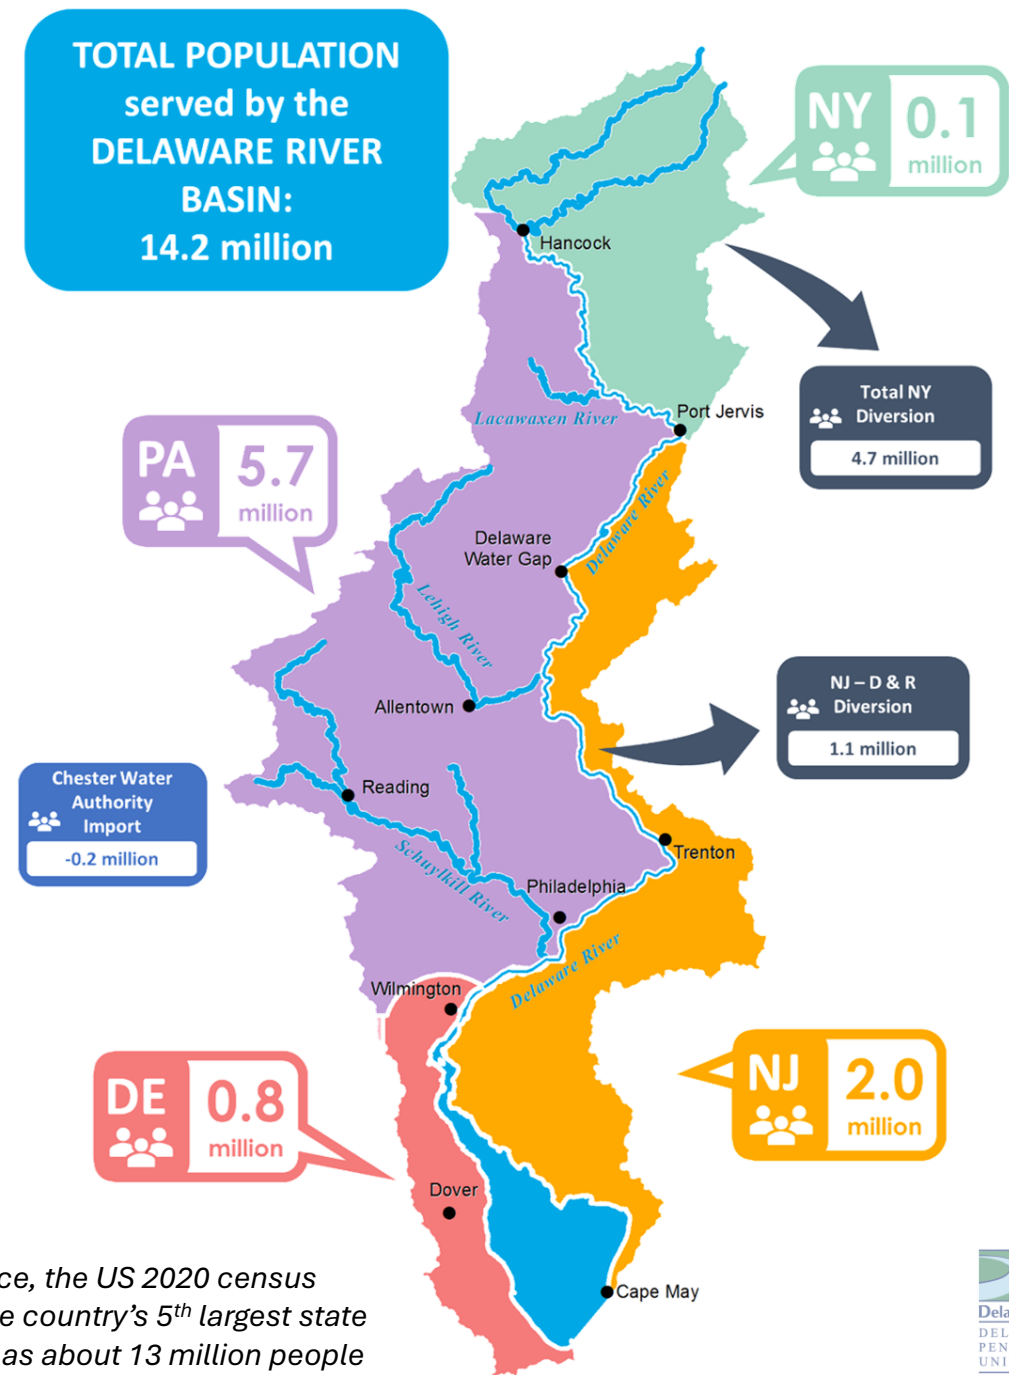 TOTAL POPULATION
served by the
DELAWARE RIVER
BASIN:
14.2 million
NY
0.1
million
Hancock
Total NY
Diversion
4.7 million
Lacawaxen River
Port Jervis
PA
5.7
million
Delaware River
Delaware
Water Gap
Lehigh River
NJ – D & R
Diversion
1.1 million
Allentown
Chester Water
Authority
Import
-0.2 million
Reading
Trenton
Schuylkill River
Philadelphia
Delaware River
Wilmington
DE
0.8
million
NJ
2.0
million
Dover
Cape May
ce, the US 2020 census
e country's 5th largest state
as about 13 million people
Dela
DEL
PEN
UNI